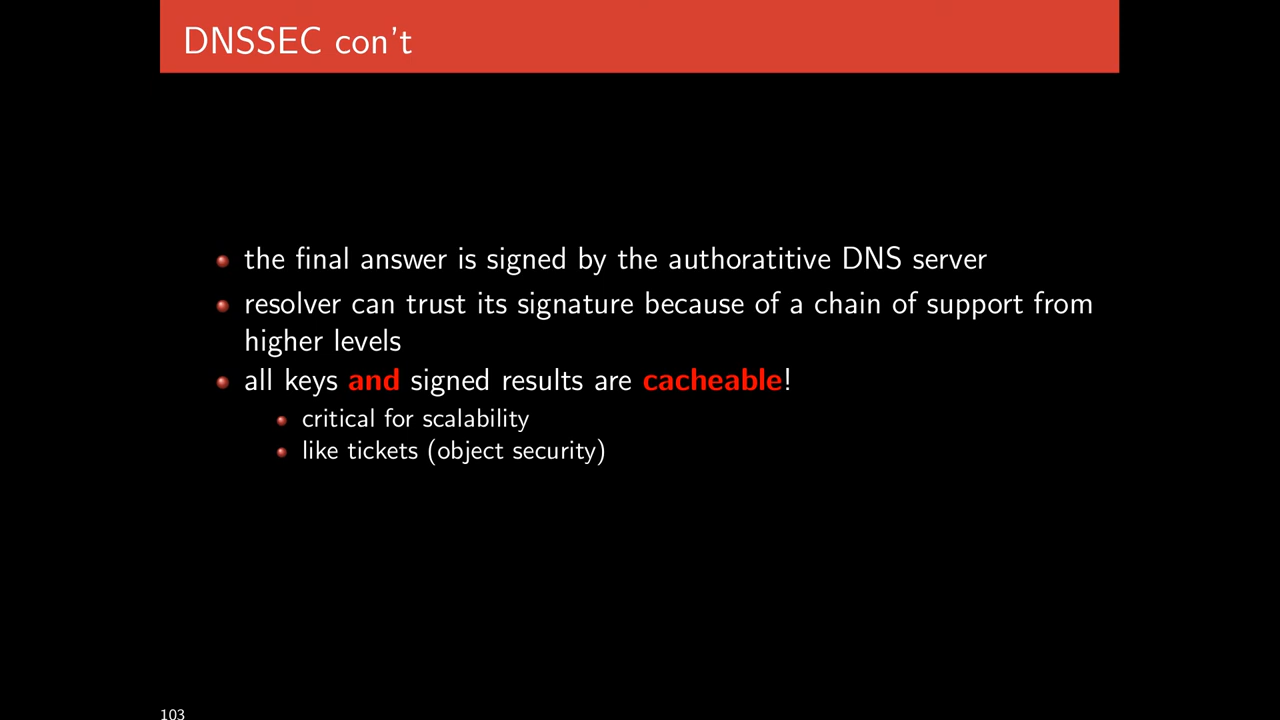 DNSSEC con't
the final answer is signed by the authoratitive DNS server
resolver can trust its signature because of a chain of support from
higher levels
all keys and signed results are cacheable!
critical for scalability
like tickets (object security)
103